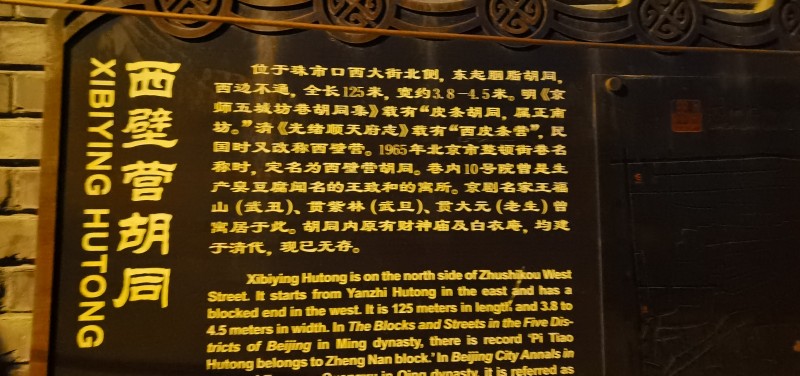 西壁营胡同
XIBIYING HUTONG
位于珠市口西大街北侧，东起胭脂胡同，
西边不通，全长125米，宽约3.8－4.5米。明《京
师五城坊巷胡同集》载有“皮条胡同，属正南
坊。”清《光绪顺天府志》载有“西皮条营”，民
国时又改称西壁营。1965年北京市整顿街巷名
称时，定名为西壁营胡同。巷内10号院曾是生
产臭豆腐闻名的王致和的寓所。京剧名家王福
山（武丑）、贯紫林（武旦）、贯大元（老生）曾
寓居于此。胡同内原有财神庙及白衣庵，均建
于清代，现已无存。
Xibiying Hutong is on the north side of Zhushikou West
Street. It starts from Yanzhi Hutong in the east and has a
blocked end in the west. It is 125 meters in length and 3.8 to
4.5 meters in width. In The Blocks and Streets in the Five Dis-
tricts of Beijing in Ming dynasty, there is record 'Pi Tiao
Hutong belongs to Zheng Nan block.' In Beijing City Annals in
in Qing dynasty, it is referred as